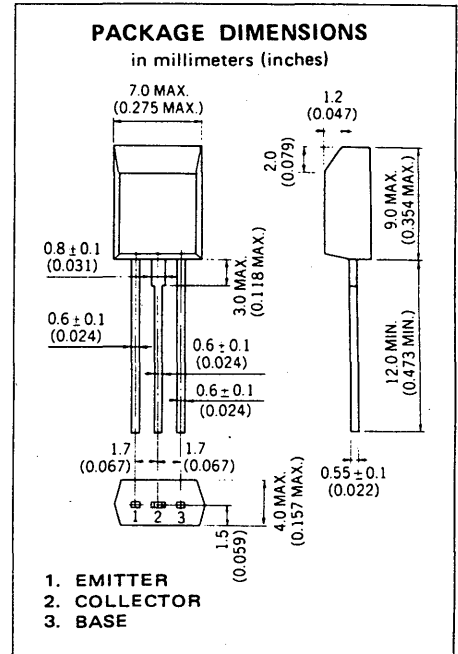 PACKAGE DIMENSIONS
in millimeters (inches)
7.0 MAX.
(0.275 MAX.)
1.2
(0.047)
2.0
(0.079)
9.0 MAX.
(0.354 MAX.)
0.8 ± 0.1
(0.031)
3.0 MAX.
(0.118 MAX.)
0.6 ± 0.1
(0.024)
0.6 ± 0.1
(0.024)
0.6 ± 0.1
(0.024)
12.0 MIN.
(0.473 MIN.)
1.7
(0.067)
1.7
(0.067)
0.55 ± 0.1
(0.022)
1 2 3
4.0 MAX.
(0.157 MAX.)
1.5
(0.059)
1. EMITTER
2. COLLECTOR
3. BASE